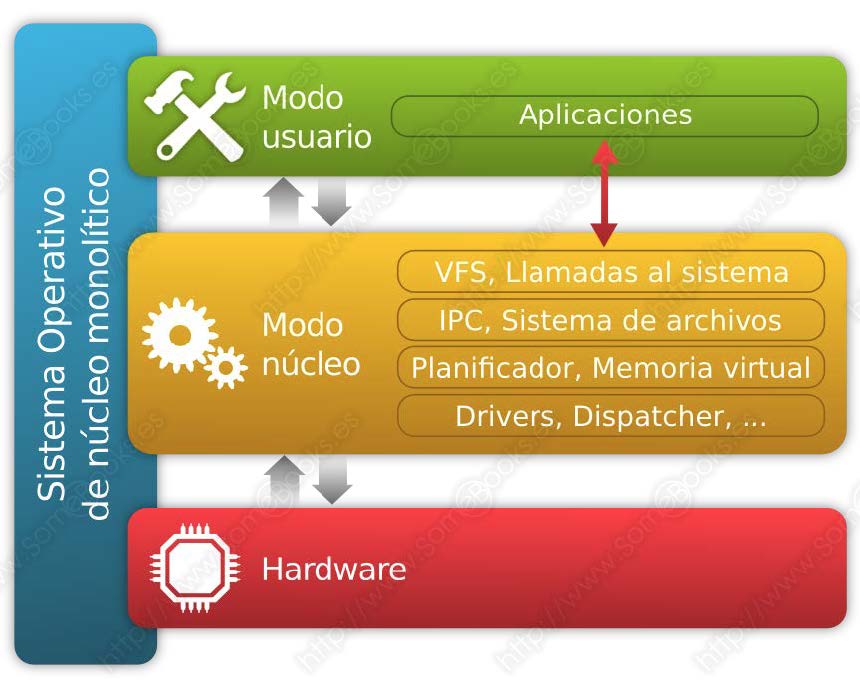 Sistema Operativo
de núcleo monolítico
Modo
usuario
Aplicaciones
Modo
núcleo
VFS, Llamadas al sistema
IPC, Sistema de archivos
Planificador, Memoria virtual
Drivers, Dispatcher, ...
Hardware
http://www.SomeBooks.es